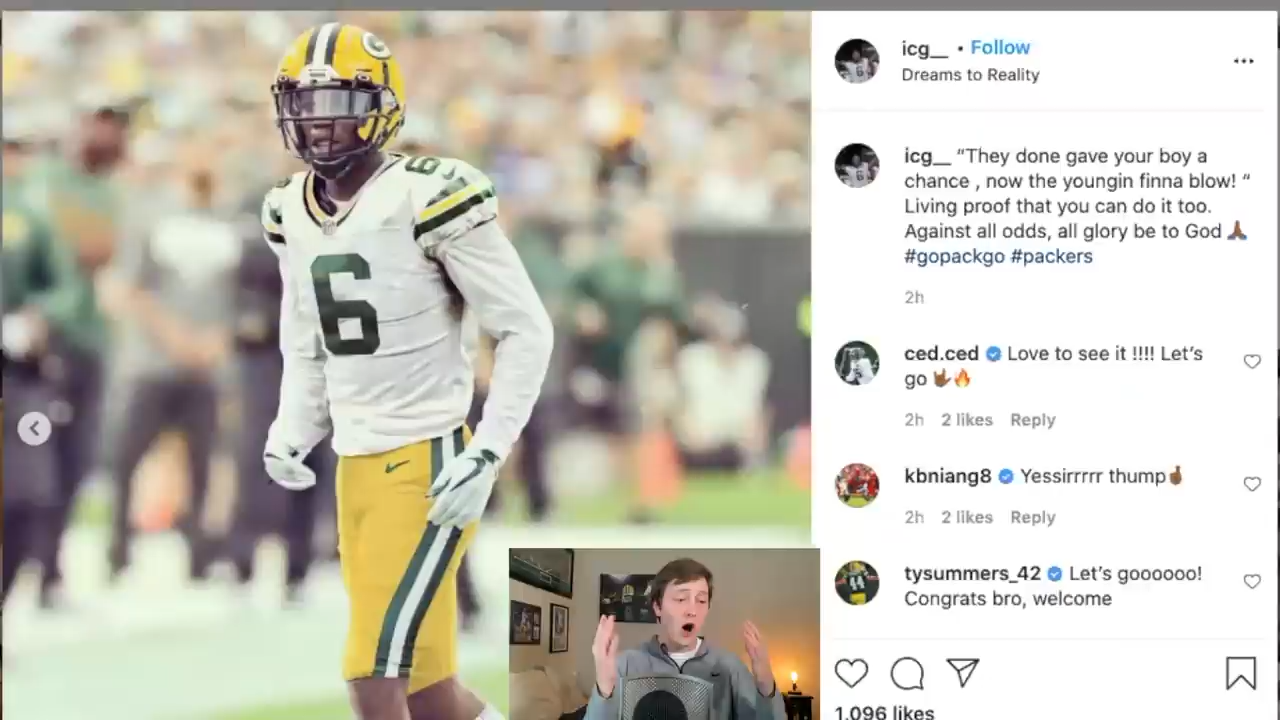 icg__ • Follow
Dreams to Reality
icg__ “They done gave your boy a
chance , now the youngin finna blow! “
Living proof that you can do it too.
Against all odds, all glory be to God 🙏🏾
#gopackgo #packers
2h
ced.ced Love to see it !!!! Let’s
go 🤟🏾🔥
2h 2 likes Reply
kbniang8 Yessirrrrr thump🤞🏾
2h 2 likes Reply
tysummers_42 Let’s goooooo!
Congrats bro, welcome
1,096 likes
G
6
6